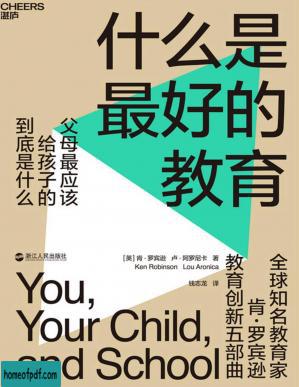 CHEERS
湛庐
什么是
最好的
教育
父母最应该
给孩子的
到底是什么
浙江人民出版社
[英] 肯·罗宾逊 卢·阿罗尼卡 著
Ken Robinson Lou Aronica
钱志龙 译
You,
Your Child,
and School
全球知名教育家
肯·罗宾逊
教育创新五部曲
homeofpdf.com